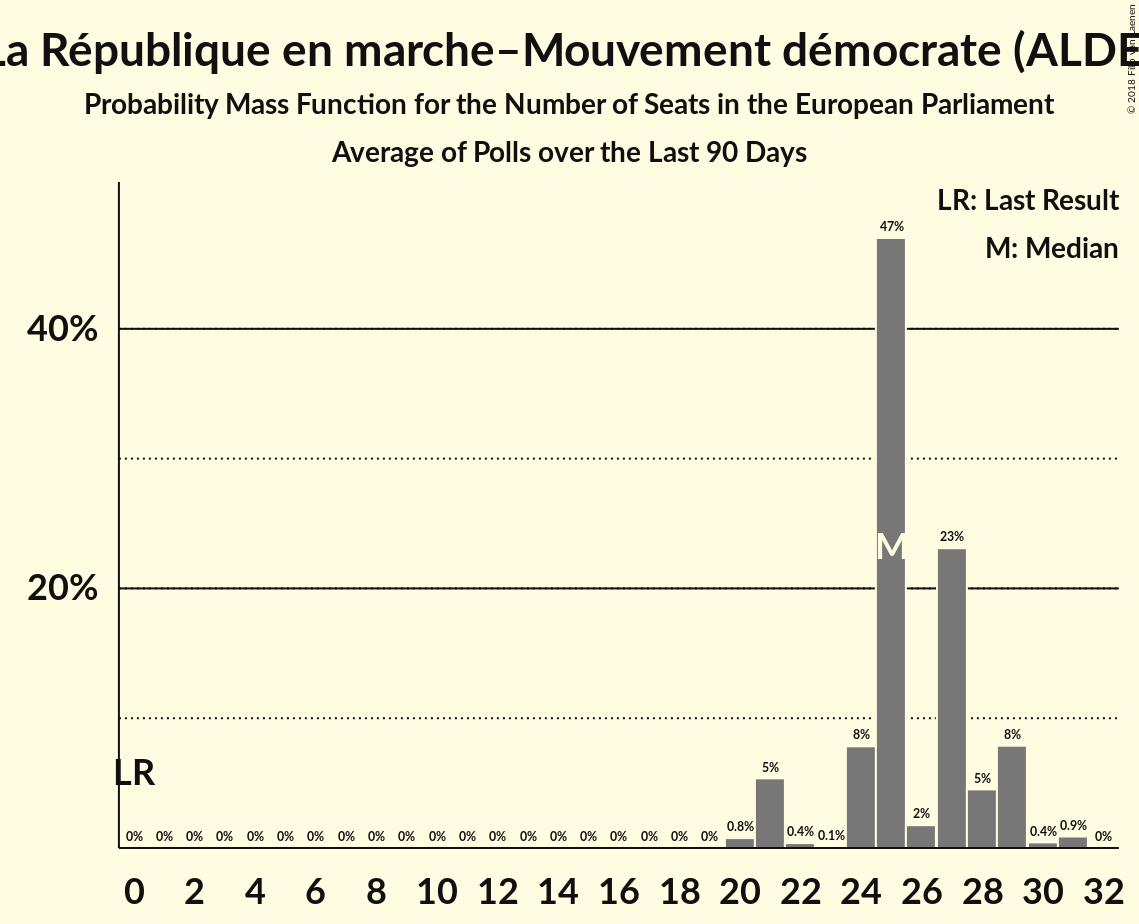 La République en marche–Mouvement démocrate (ALDE
Probability Mass Function for the Number of Seats in the European Parliament
Average of Polls over the Last 90 Days
© 2018 Filip
LR: Last Result
M: Median
47%
40%
23%
M
20%
8% 8%
5% 5%
LR
0% 0% 0% 0% 0% 0% 0% 0% 0% 0% 0% 0% 0% 0% 0% 0% 0% 0% 0% 0% 0.8% 0.4% 0.1% 2% 0.4% 0.9% 0%
0 2 4 6 8 10 12 14 16 18 20 22 24 26 28 30 32